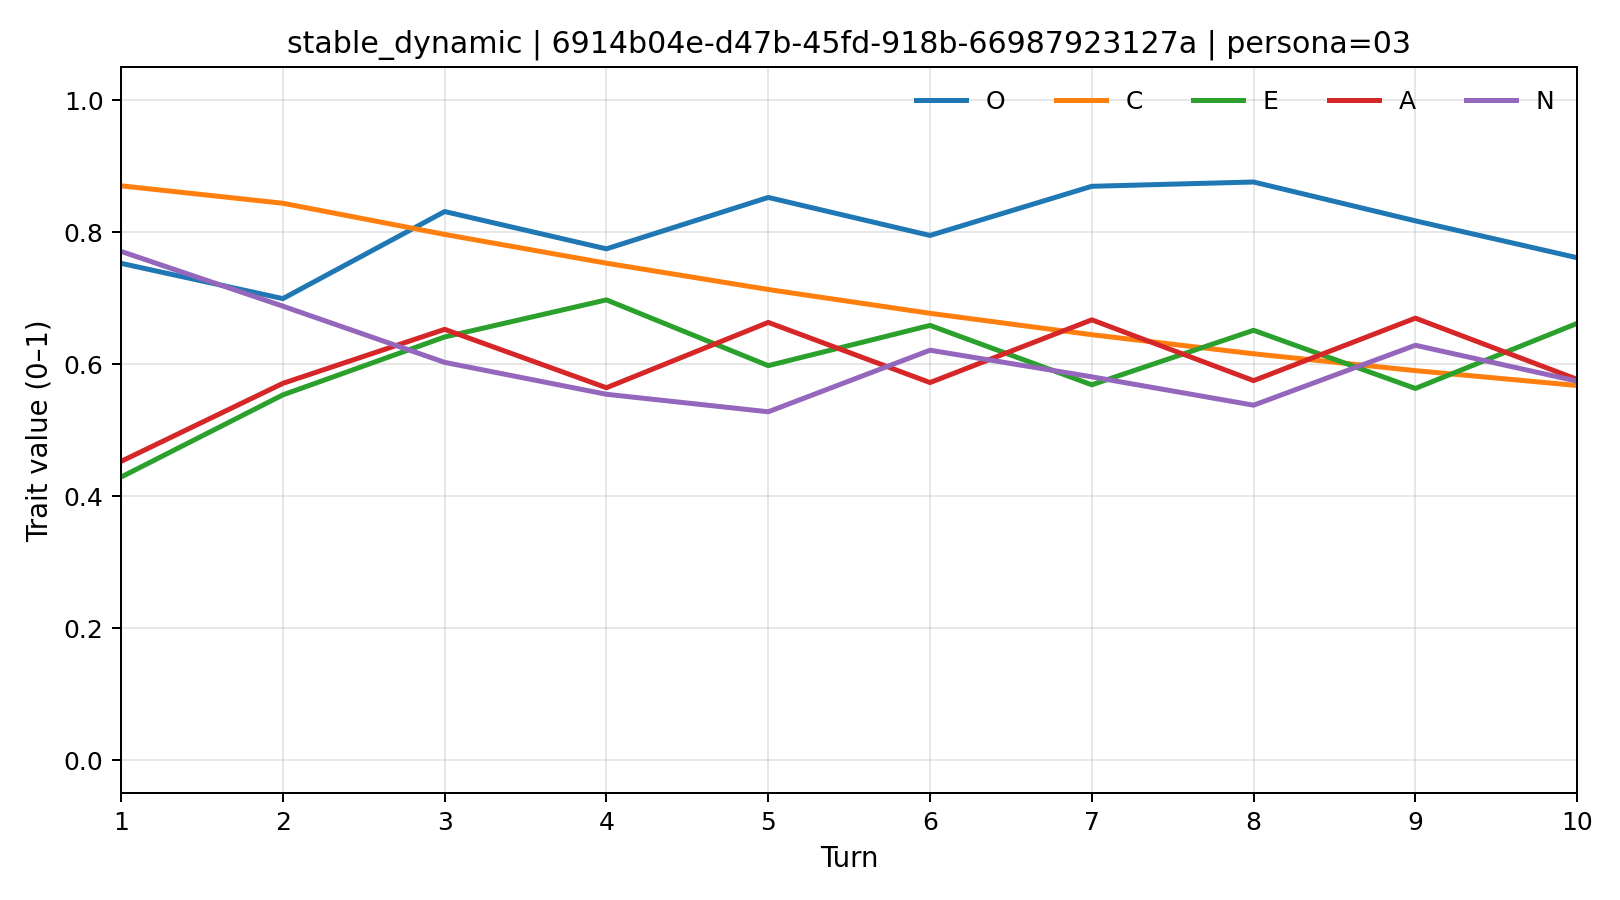 stable_dynamic | 6914b04e-d47b-45fd-918b-66987923127a | persona=03
O C E A N
Trait value (0–1)
1.0
0.8
0.6
0.4
0.2
0.0
1 2 3 4 5 6 7 8 9 10
Turn